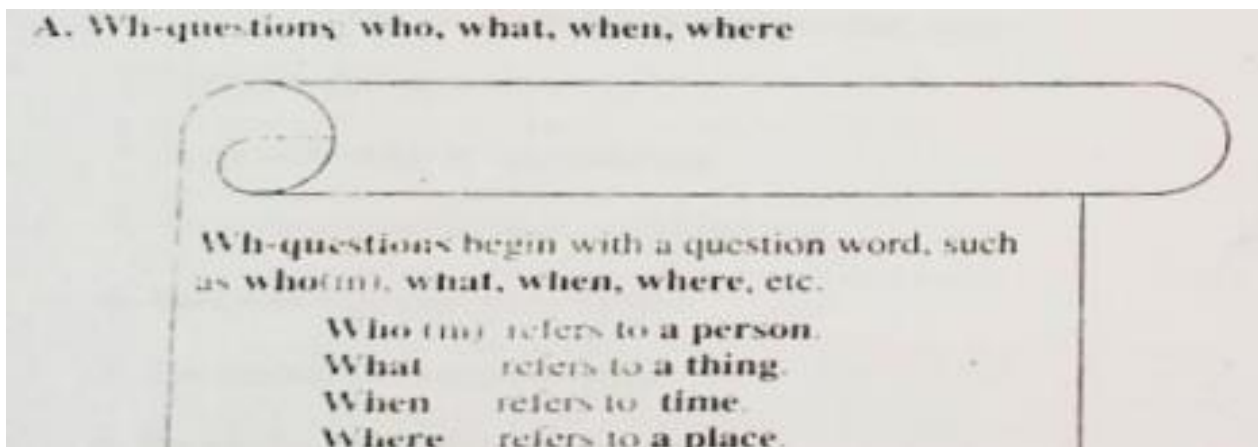 A. Wh-questions who, what, when, where
Wh-questions begin with a question word, such
as who(m), what, when, where, etc.
Who (m) refers to a person.
What refers to a thing.
When refers to time.
Where refers to a place.